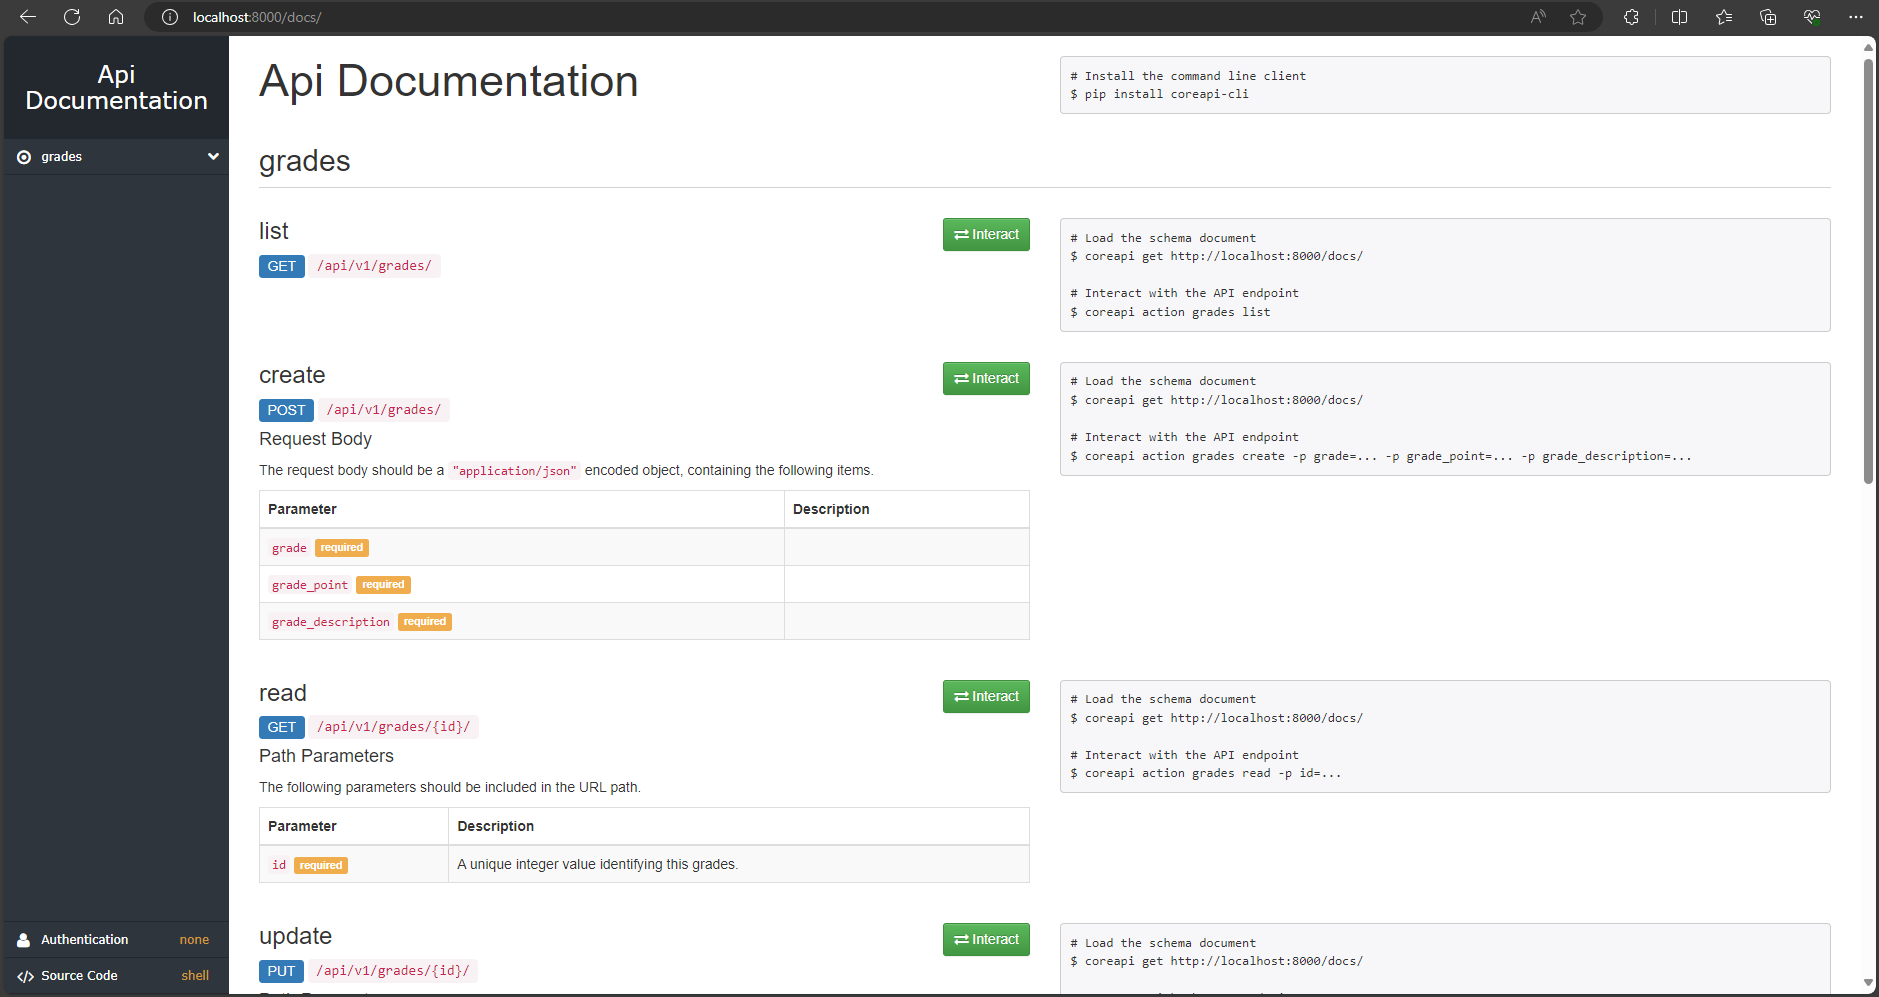 localhost:8000/docs/
Api
Documentation
grades
Authentication none
Source Code shell
Api Documentation
# Install the command line client
$ pip install coreapi-cli
grades
list
Interact
GET /api/v1/grades/
# Load the schema document
$ coreapi get http://localhost:8000/docs/
# Interact with the API endpoint
$ coreapi action grades list
create
Interact
POST /api/v1/grades/
Request Body
The request body should be a "application/json" encoded object, containing the following items.
Parameter Description
grade required
grade_point required
grade_description required
# Load the schema document
$ coreapi get http://localhost:8000/docs/
# Interact with the API endpoint
$ coreapi action grades create -p grade=... -p grade_point=... -p grade_description=...
read
Interact
GET /api/v1/grades/{id}/
Path Parameters
The following parameters should be included in the URL path.
Parameter Description
id required A unique integer value identifying this grades.
# Load the schema document
$ coreapi get http://localhost:8000/docs/
# Interact with the API endpoint
$ coreapi action grades read -p id=...
update
Interact
PUT /api/v1/grades/{id}/
# Load the schema document
$ coreapi get http://localhost:8000/docs/